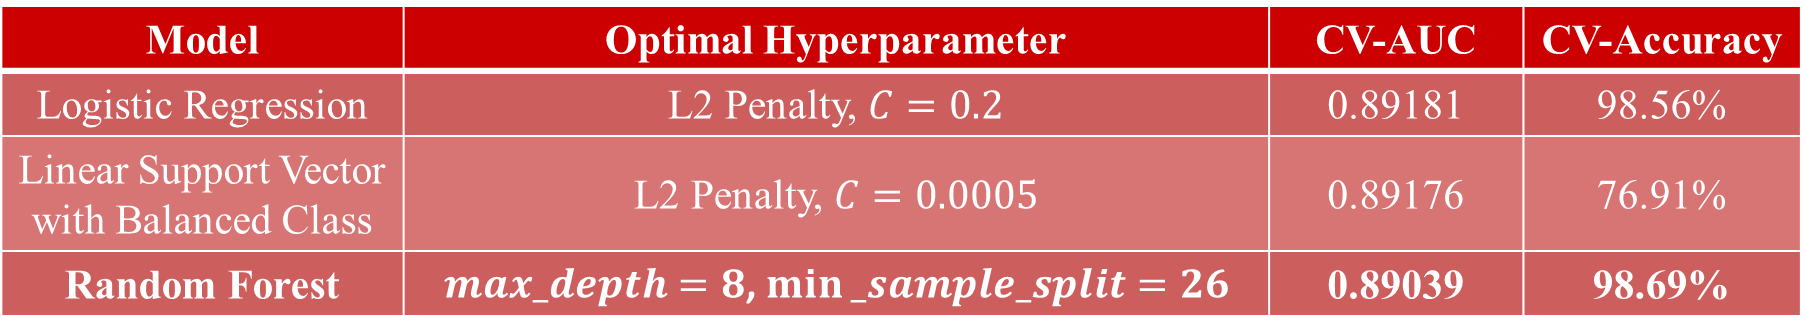 Model Optimal Hyperparameter CV-AUC CV-Accuracy
Logistic Regression L2 Penalty, C = 0.2 0.89181 98.56%
Linear Support Vector
with Balanced Class L2 Penalty, C = 0.0005 0.89176 76.91%
Random Forest max_depth = 8, min _sample_split = 26 0.89039 98.69%